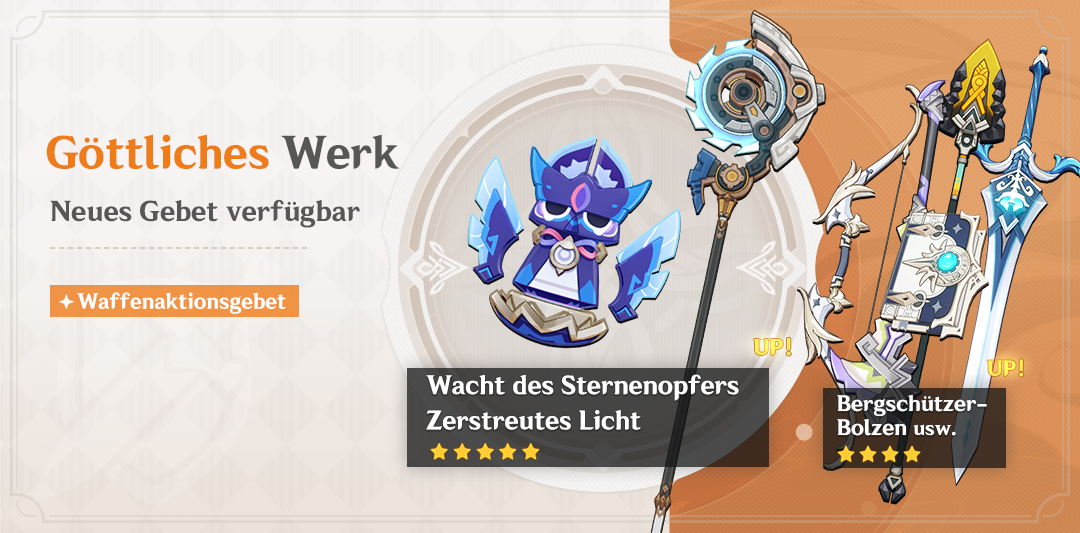 Göttliches Werk
Neues Gebet verfügbar
Waffenaktionsgebet
UP!
Wacht des Sternenopfers
Zerstreutes Licht
UP!
Bergschützer-
Bolzen usw.